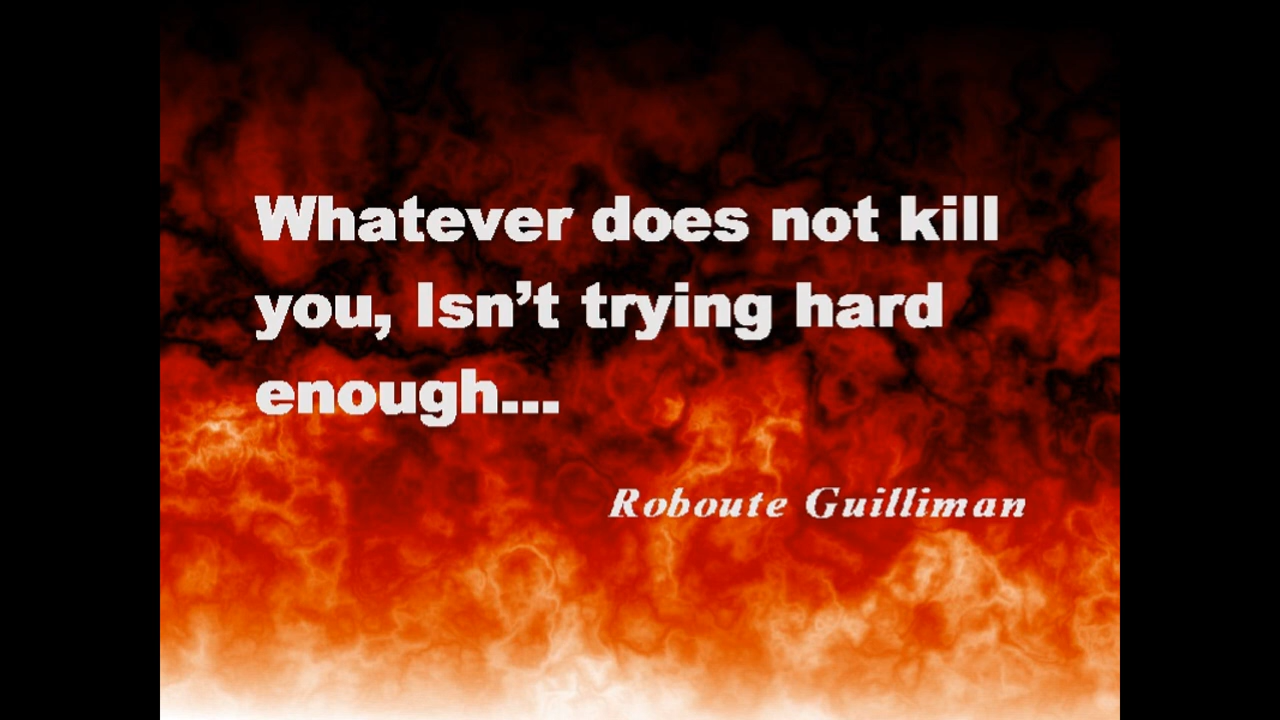 Whatever does not kill
you, Isn’t trying hard
enough...
Roboute Guilliman